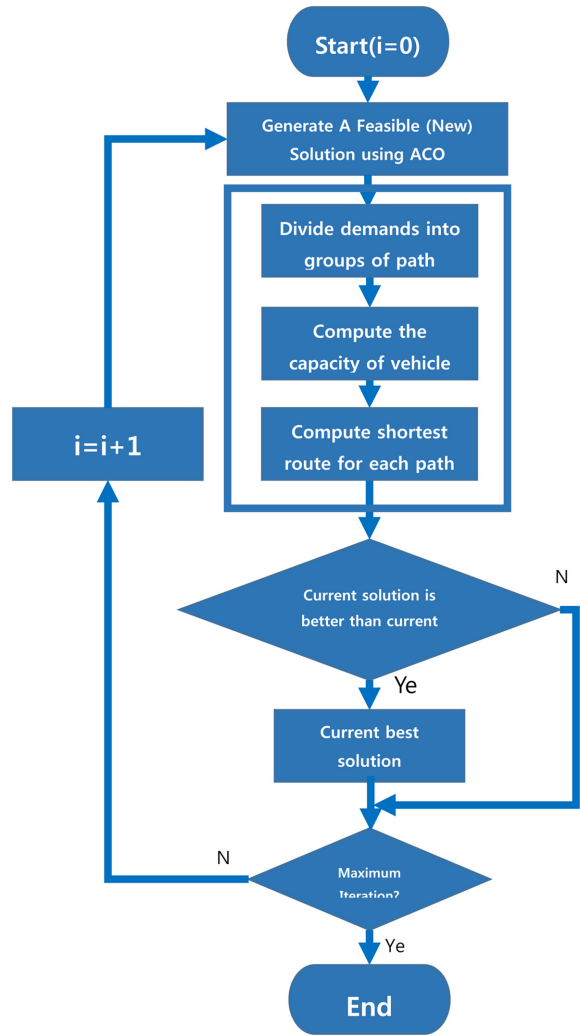 Start(i=0)
Generate A Feasible (New)
Solution using ACO
Divide demands into
groups of path
Compute the
capacity of vehicle
Compute shortest
route for each path
i=i+1
Current solution is
better than current
N
Ye
Current best
solution
N
Maximum
Iteration?
Ye
End